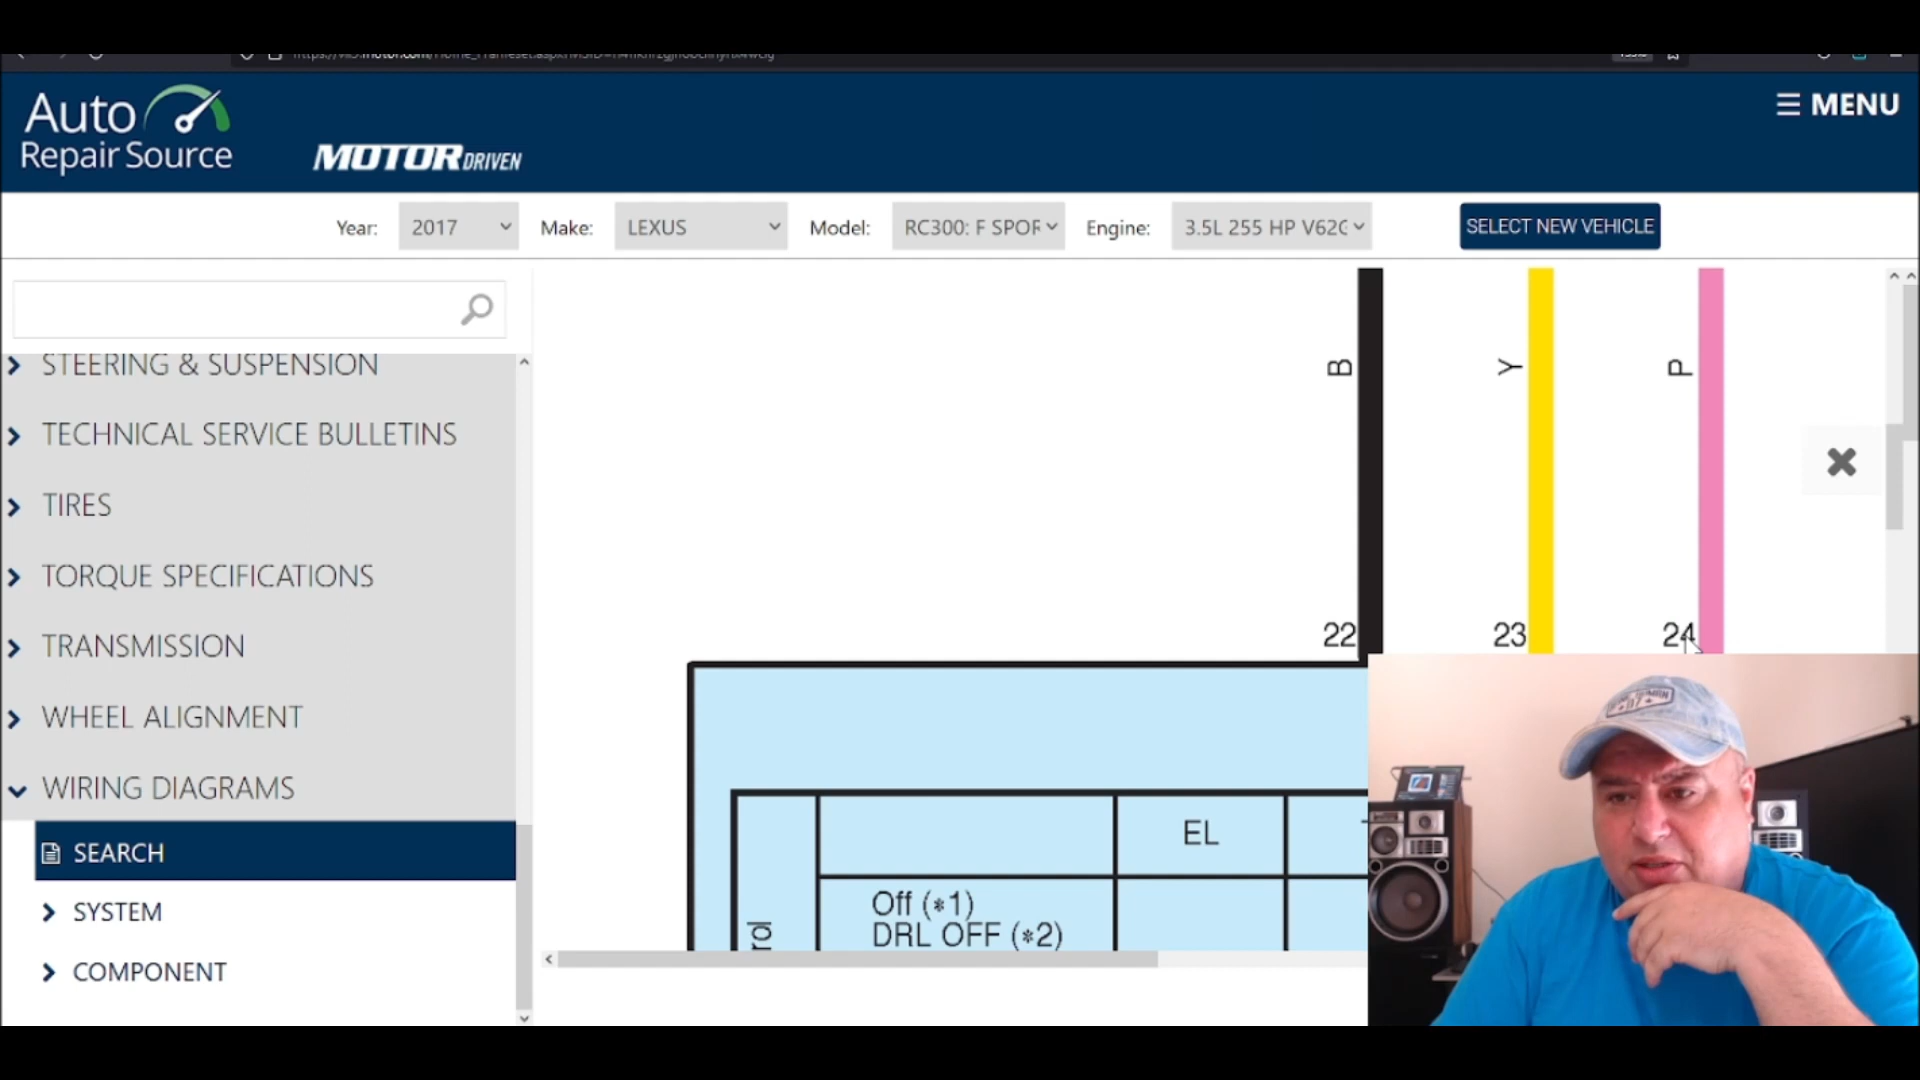 Auto
Repair Source
MOTOR DRIVEN
☰ MENU
Year: 2017 Make: LEXUS Model: RC300: F SPOR Engine: 3.5L 255 HP V6 SELECT NEW VEHICLE
STEERING & SUSPENSION
TECHNICAL SERVICE BULLETINS
TIRES
TORQUE SPECIFICATIONS
TRANSMISSION
WHEEL ALIGNMENT
WIRING DIAGRAMS
SEARCH
SYSTEM
COMPONENT
B Y P
22 23 24
EL
Off (*1)
DRL OFF (*2)